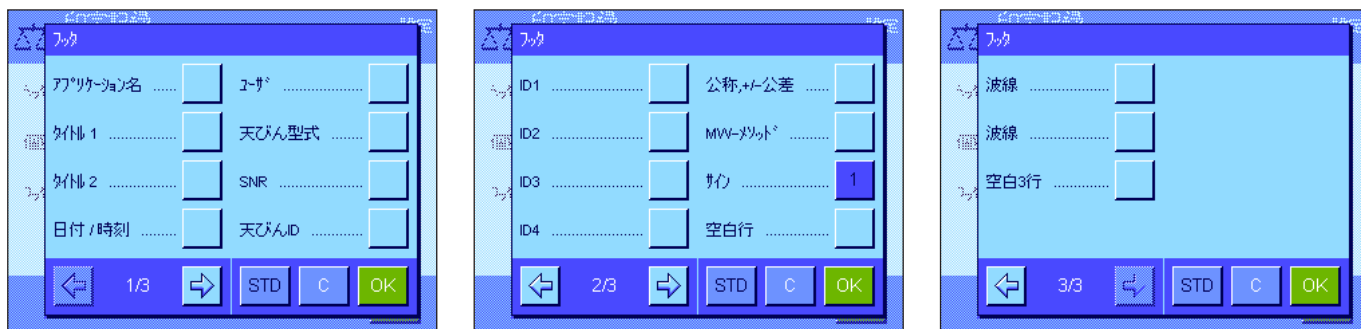 フッタ
アプリケーション名 ......
ユーザ
タイトル 1 ................
天びん型式 ........
タイトル 2 ................
SNR ....................
日付 / 時刻 .........
天びんID ............
1/3
STD
C
OK
フッタ
ID1 ......................
公称,+/-公差 ......
ID2 ......................
MW-メソッド
ID3 ......................
サイン ...................
1
ID4 ......................
空白行 ................
2/3
STD
C
OK
フッタ
波線 ...................
波線 ...................
空白3行 .............
3/3
STD
C
OK